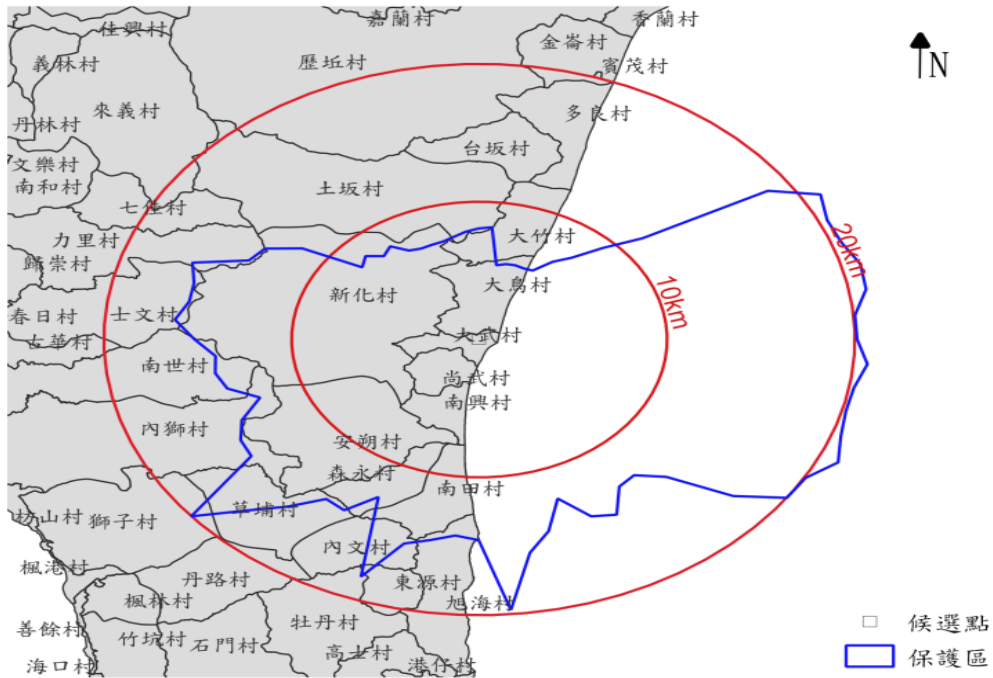 嘉蘭村
香蘭村
佳興村
金崙村
義林村
歷坵村
賓茂村
N
來義村
多良村
丹林村
台坂村
文樂村
南和村
土坂村
七佳村
力里村
大竹村
20km
歸崇村
大鳥村
新化村
10km
春日村
士文村
古華村
大武村
南世村
尚武村
南興村
內獅村
安朔村
森永村
南田村
草埔村
枋山村
獅子村
內文村
楓港村
丹路村
東源村
楓林村
旭海村
牡丹村
候選點
善餘村
竹坑村
石門村
高士村
保護區
海口村
港仔村